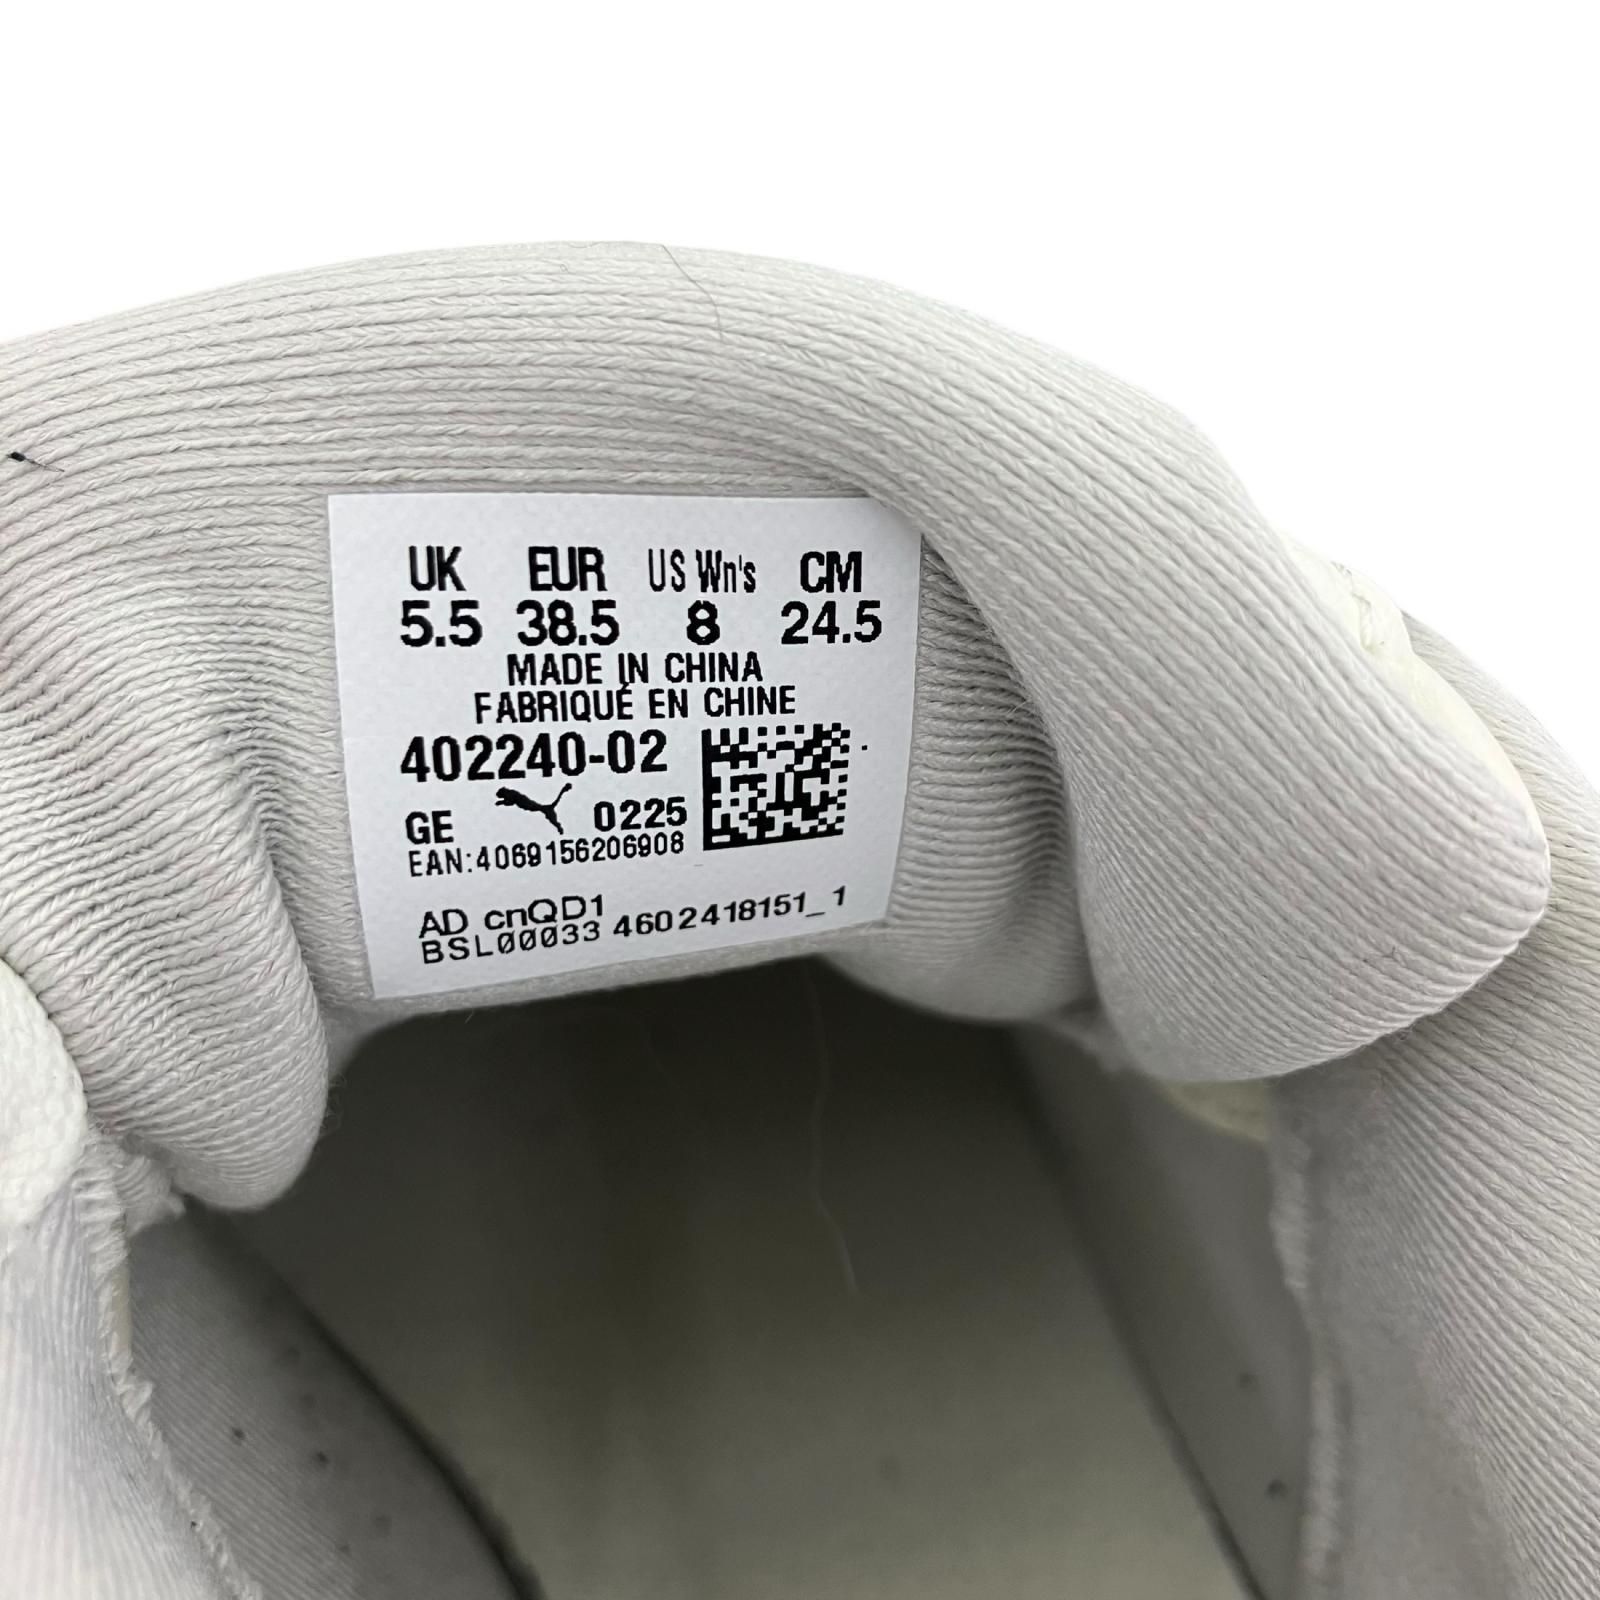 UK EUR US Wn's CM
5.5 38.5 8 24.5
MADE IN CHINA
FABRIQUÉ EN CHINE
402240-02
GE 0225
EAN:4069156206908
AD cnQD1
BSL00033 4602418151_1